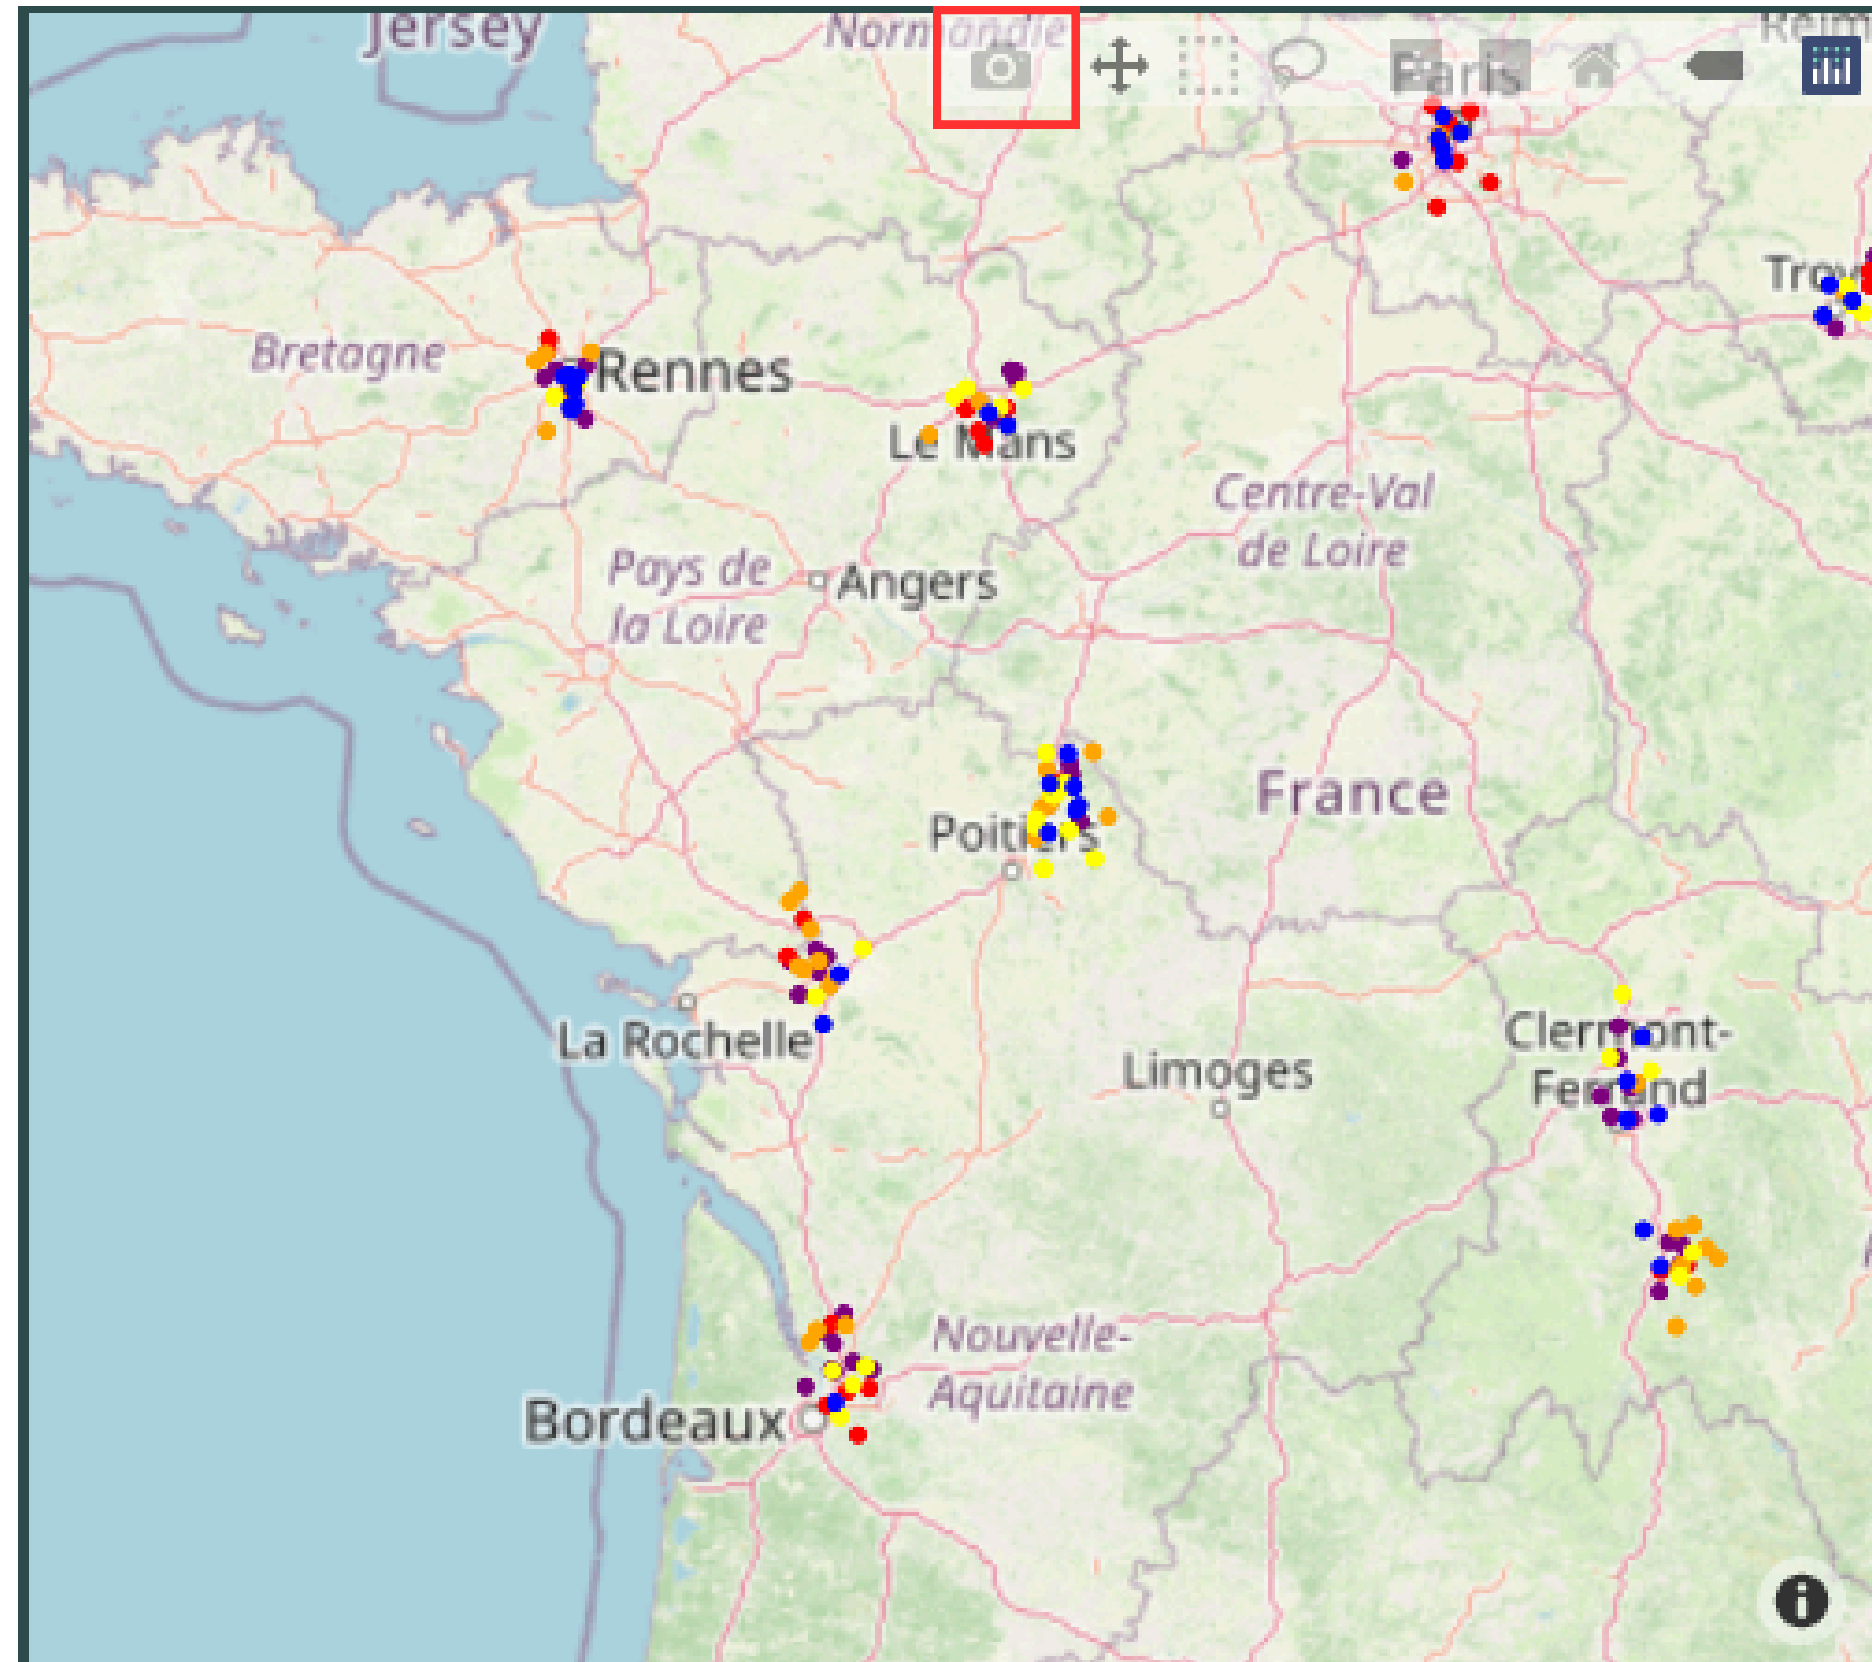 Jersey
Normandie
Paris
Bretagne
Rennes
Le Mans
Centre-Val
de Loire
Pays de
la Loire
Angers
France
Poitiers
La Rochelle
Limoges
Clermont-
Ferrand
Nouvelle-
Aquitaine
Bordeaux